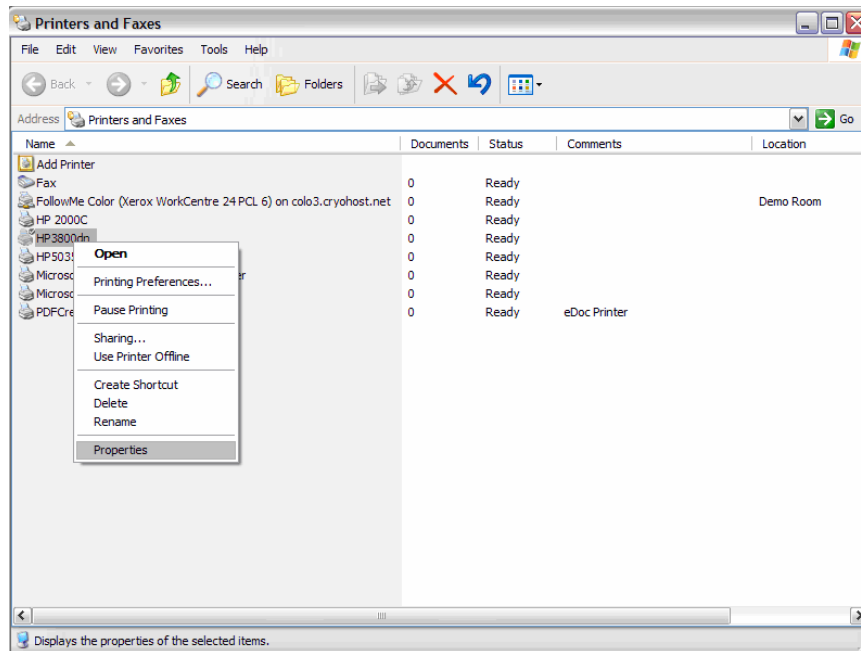 Printers and Faxes
File Edit View Favorites Tools Help
Back Search Folders
Address Printers and Faxes Go
Name Documents Status Comments Location
Add Printer
Fax 0 Ready
FollowMe Color (Xerox WorkCentre 24 PCL 6) on colo3.cryohost.net 0 Ready Demo Room
HP 2000C 0 Ready
HP3800dn 0 Ready
0 Ready
0 Ready
0 Ready
0 Ready eDoc Printer
Open
Printing Preferences...
Pause Printing
Sharing...
Use Printer Offline
Create Shortcut
Delete
Rename
Properties
Displays the properties of the selected items.